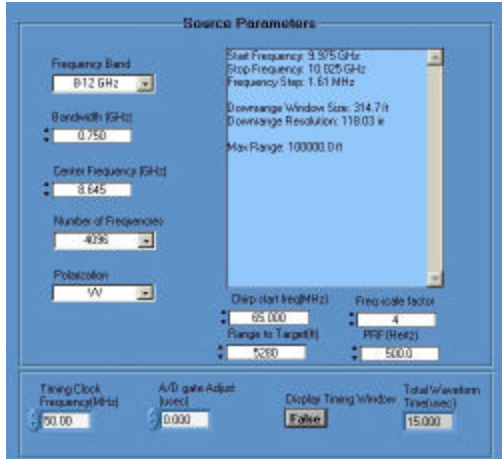 Source Parameters
Frequency Band
8-12 GHz
Bandwidth (GHz)
0.750
Center Frequency (GHz)
8.645
Number of Frequencies
4096
Polarization
VV
Start Frequency: 9.975 GHz
Stop Frequency: 10.025 GHz
Frequency Step: 1.61 MHz
Downrange Window Size: 314.7 ft
Downrange Resolution: 118.03 in
Max Range: 100000.0 ft
Chirp start freq(MHz)
65.000
Freq scale factor
4
Range to Target(ft)
5280
PRF (Hertz)
500.0
Timing Clock
Frequency(MHz)
50.00
A/D gate Adjust
(usec)
0.000
Display Timing Window
False
Total Waveform
Time(usec)
15.000